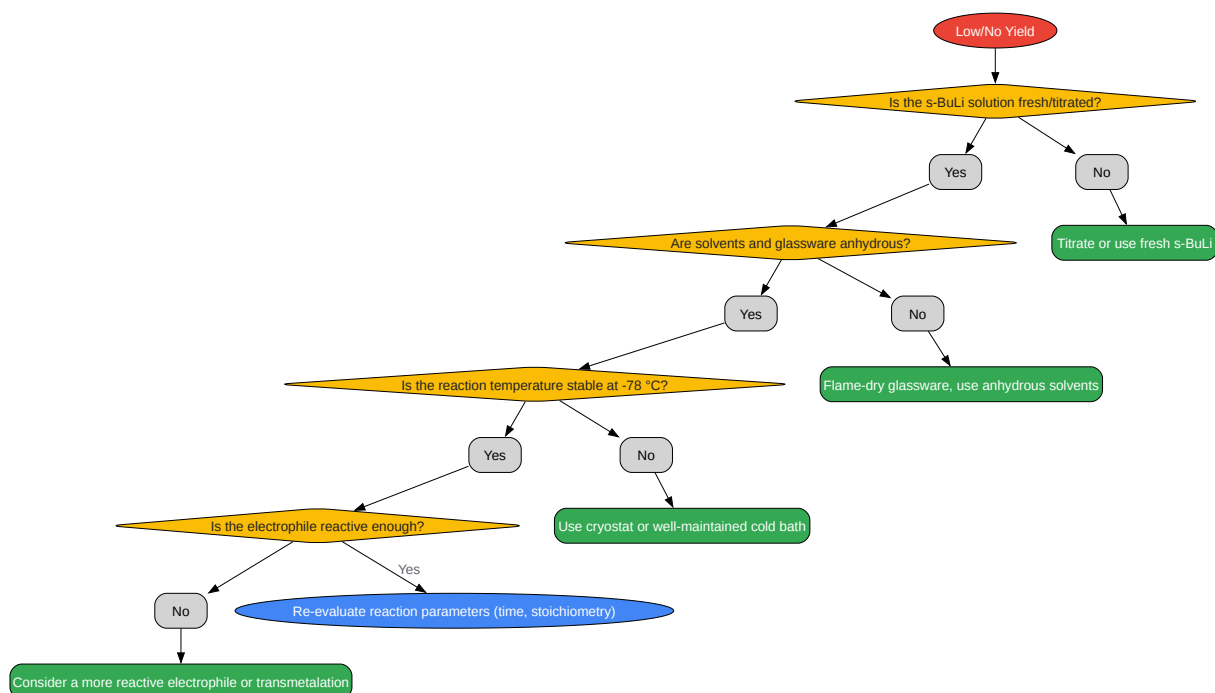 Low/No Yield
Is the s-BuLi solution fresh/titrated?
Yes
No
Titrate or use fresh s-BuLi
Are solvents and glassware anhydrous?
Yes
No
Flame-dry glassware, use anhydrous solvents
Is the reaction temperature stable at -78 °C?
Yes
No
Use cryostat or well-maintained cold bath
Is the electrophile reactive enough?
Yes
No
Re-evaluate reaction parameters (time, stoichiometry)
Consider a more reactive electrophile or transmetalation